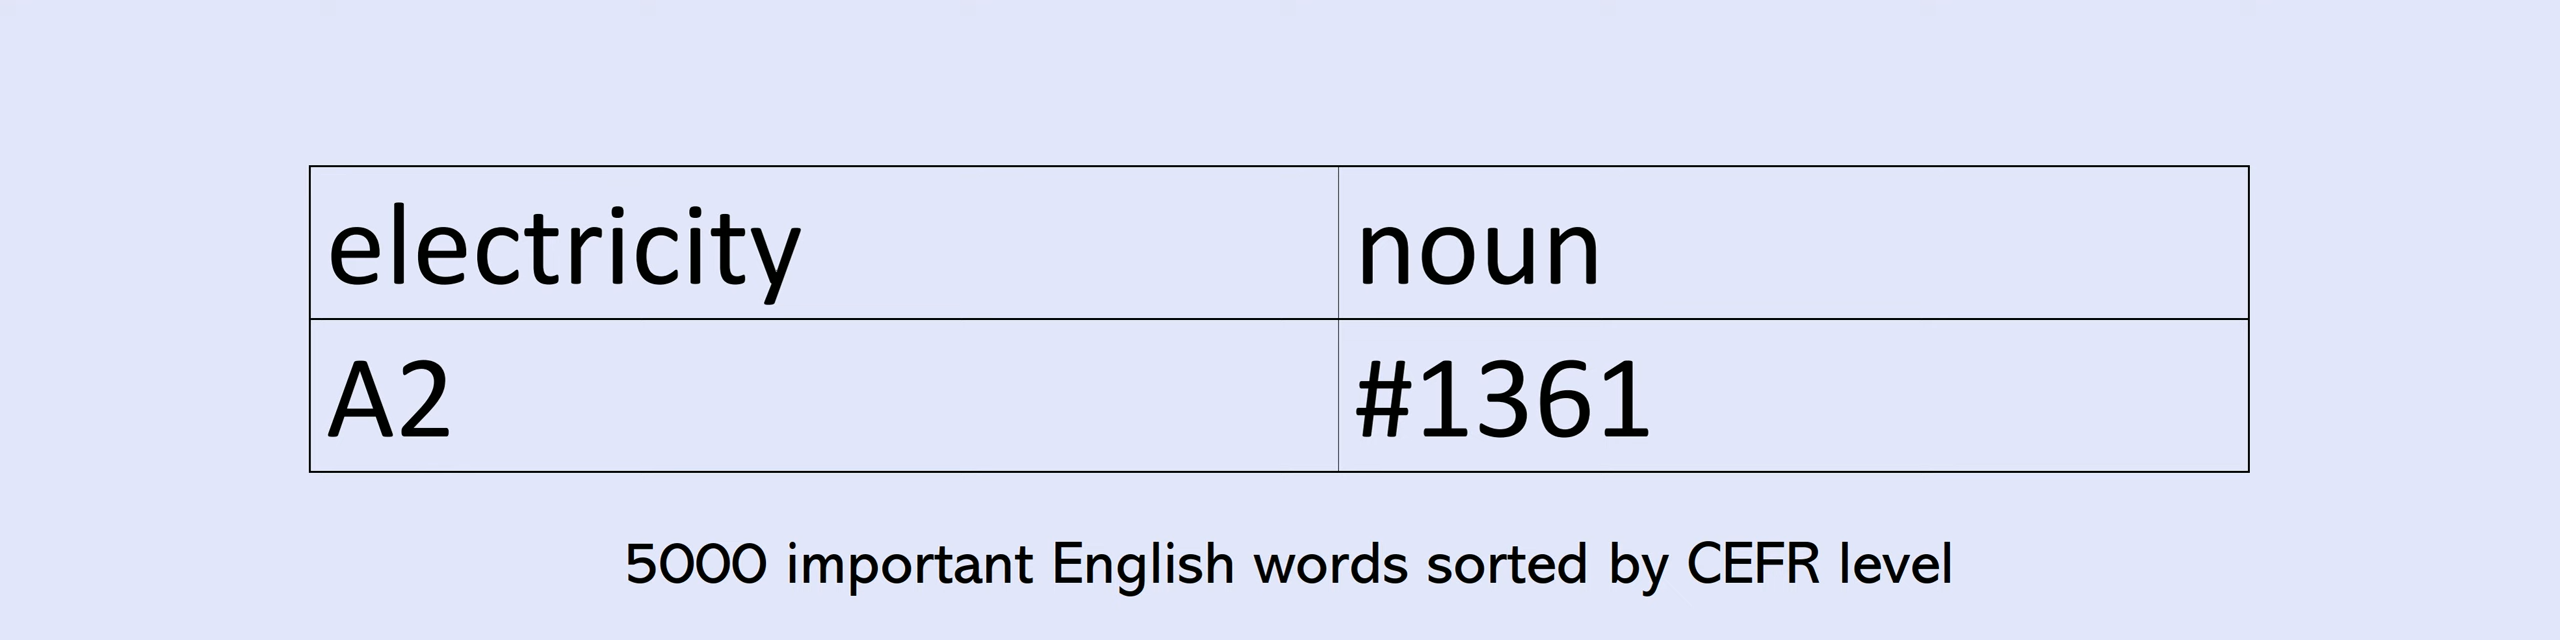 electricity noun
A2 #1361
5000 important English words sorted by CEFR level